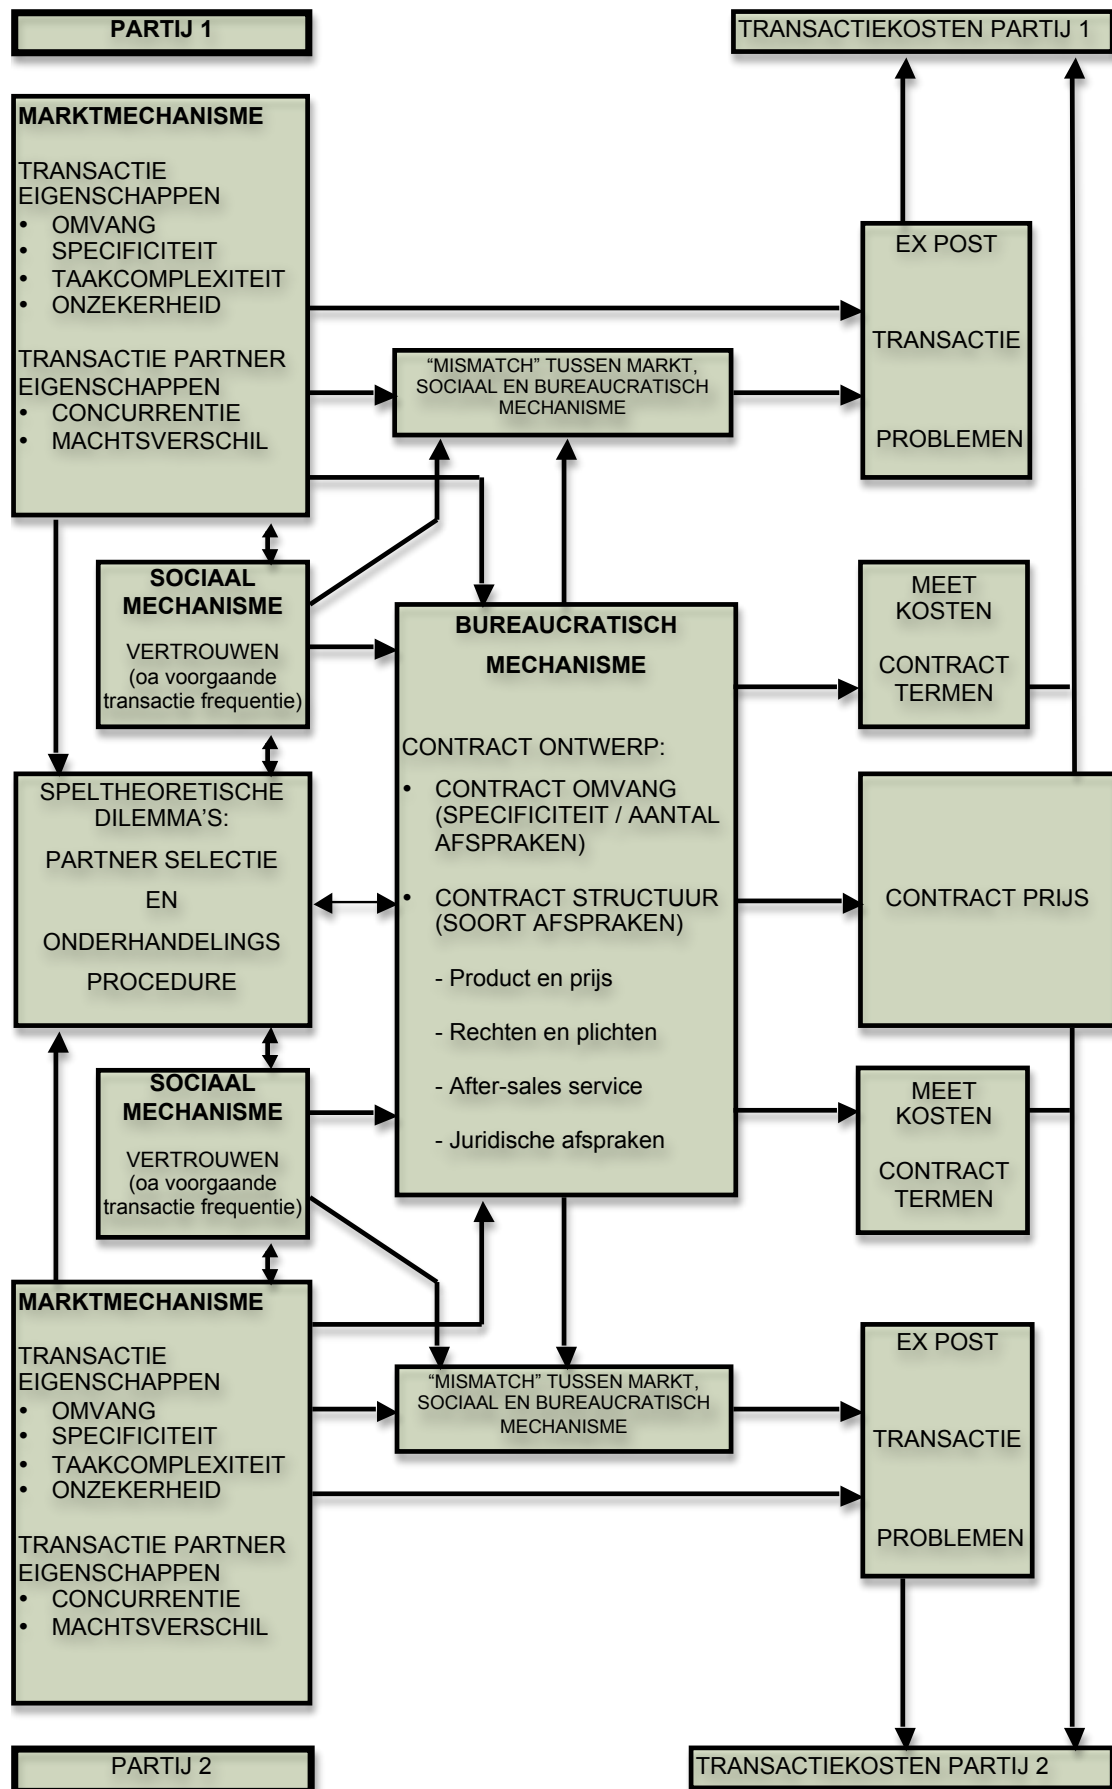 PARTIJ 1
TRANSACTIEKOSTEN PARTIJ 1
MARKTMECHANISME
TRANSACTIE
EIGENSCHAPPEN
• OMVANG
• SPECIFICITEIT
• TAAKCOMPLEXITEIT
• ONZEKERHEID
TRANSACTIE PARTNER
EIGENSCHAPPEN
• CONCURRENTIE
• MACHTSVERSCHIL
“MISMATCH” TUSSEN MARKT,
SOCIAAL EN BUREAUCRATISCH
MECHANISME
EX POST
TRANSACTIE
PROBLEMEN
SOCIAAL
MECHANISME
VERTROUWEN
(oa voorgaande
transactie frequentie)
BUREAUCRATISCH
MECHANISME
CONTRACT ONTWERP:
• CONTRACT OMVANG
(SPECIFICITEIT / AANTAL
AFSPRAKEN)
• CONTRACT STRUCTUUR
(SOORT AFSPRAKEN)
- Product en prijs
- Rechten en plichten
- After-sales service
- Juridische afspraken
MEET
KOSTEN
CONTRACT
TERMEN
SPELTHEORETISCHE
DILEMMA’S:
PARTNER SELECTIE
EN
ONDERHANDELINGS
PROCEDURE
CONTRACT PRIJS
SOCIAAL
MECHANISME
VERTROUWEN
(oa voorgaande
transactie frequentie)
MEET
KOSTEN
CONTRACT
TERMEN
MARKTMECHANISME
TRANSACTIE
EIGENSCHAPPEN
• OMVANG
• SPECIFICITEIT
• TAAKCOMPLEXITEIT
• ONZEKERHEID
TRANSACTIE PARTNER
EIGENSCHAPPEN
• CONCURRENTIE
• MACHTSVERSCHIL
“MISMATCH” TUSSEN MARKT,
SOCIAAL EN BUREAUCRATISCH
MECHANISME
EX POST
TRANSACTIE
PROBLEMEN
PARTIJ 2
TRANSACTIEKOSTEN PARTIJ 2